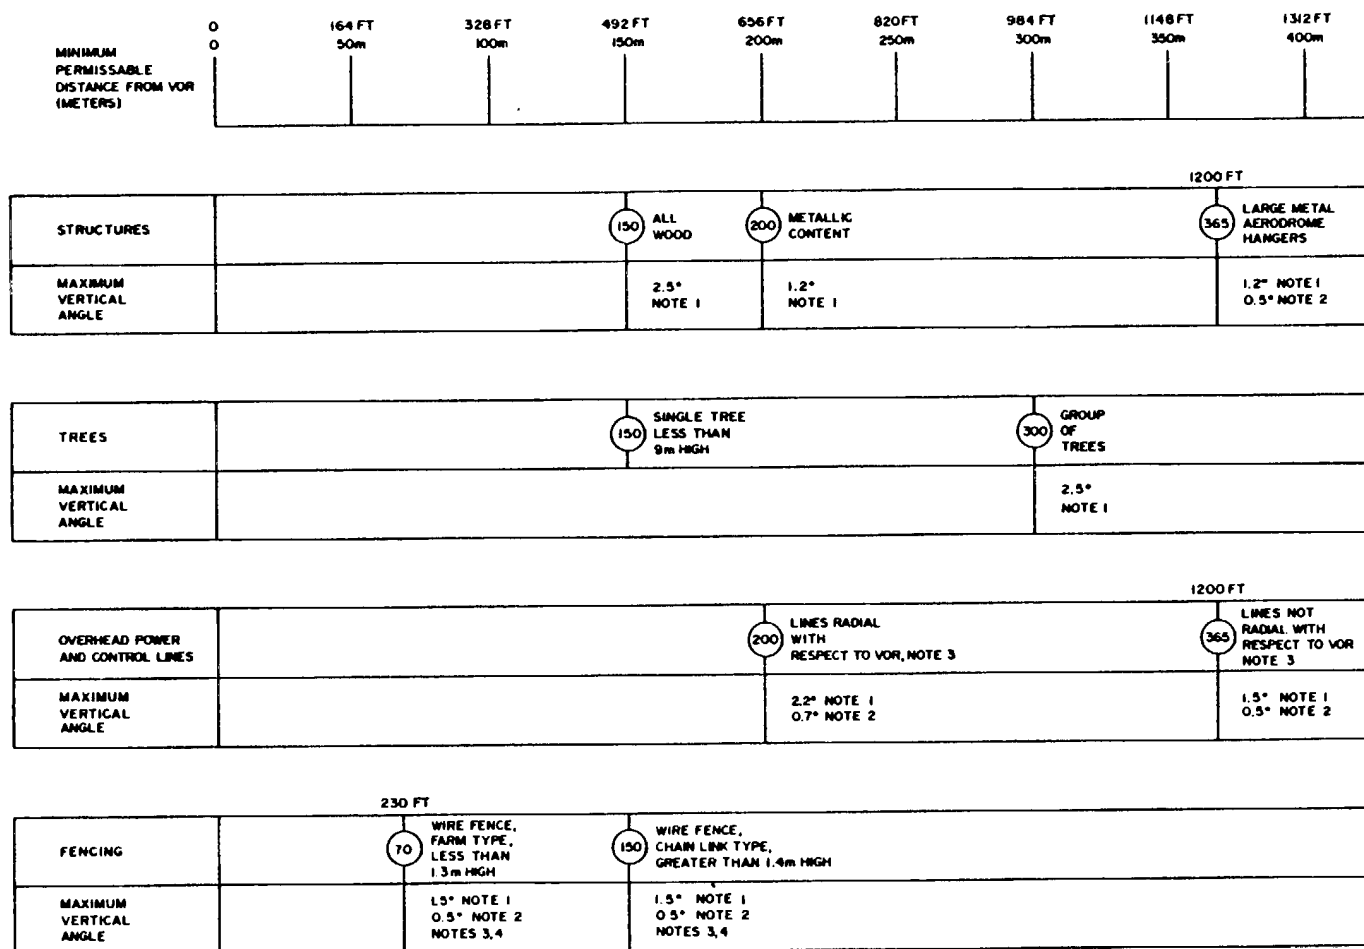 0 164 FT 328 FT 492 FT 656 FT 820 FT 984 FT 1148 FT 1312 FT
0 50m 100m 150m 200m 250m 300m 350m 400m
MINIMUM
PERMISSABLE
DISTANCE FROM VOR
(METERS)
1200 FT
STRUCTURES
150 ALL
WOOD
200 METALLIC
CONTENT
365 LARGE METAL
AERODROME
HANGERS
MAXIMUM
VERTICAL
ANGLE
2.5°
NOTE 1
1.2°
NOTE 1
1.2° NOTE 1
0.5° NOTE 2
TREES
150 SINGLE TREE
LESS THAN
9m HIGH
300 GROUP
OF
TREES
MAXIMUM
VERTICAL
ANGLE
2.5°
NOTE 1
1200 FT
OVERHEAD POWER
AND CONTROL LINES
200 LINES RADIAL
WITH
RESPECT TO VOR, NOTE 3
365 LINES NOT
RADIAL WITH
RESPECT TO VOR
NOTE 3
MAXIMUM
VERTICAL
ANGLE
2.2° NOTE 1
0.7° NOTE 2
1.5° NOTE 1
0.5° NOTE 2
230 FT
FENCING
70 WIRE FENCE,
FARM TYPE,
LESS THAN
1.3m HIGH
150 WIRE FENCE,
CHAIN LINK TYPE,
GREATER THAN 1.4m HIGH
MAXIMUM
VERTICAL
ANGLE
1.5° NOTE 1
0.5° NOTE 2
NOTES 3,4
1.5° NOTE 1
0.5° NOTE 2
NOTES 3,4